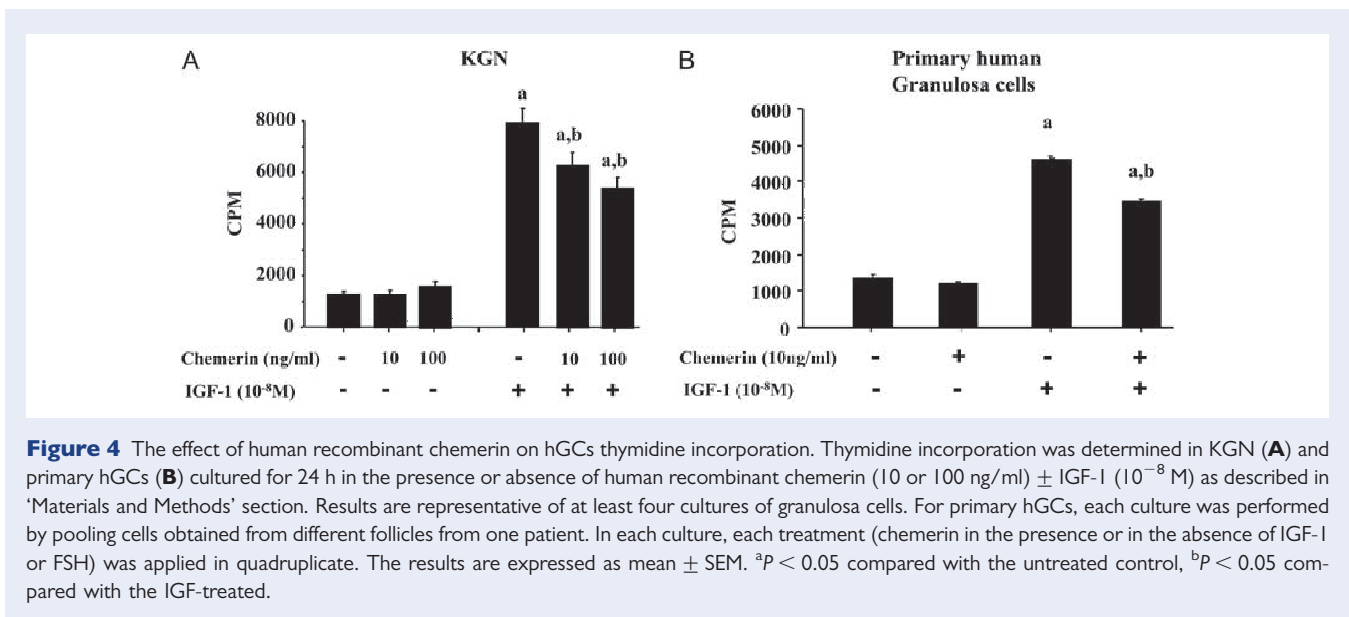 A
KGN
a
a,b
a,b
8000
6000
4000
2000
0
CPM
Chemerin (ng/ml) - 10 100 - 10 100
IGF-1 (10⁻⁸M) - - - + + +
B
Primary human
Granulosa cells
a
a,b
6000
5000
4000
3000
2000
1000
0
CPM
Chemerin (10ng/ml) - + - +
IGF-1 (10⁻⁸M) - - + +
Figure 4 The effect of human recombinant chemerin on hGCs thymidine incorporation. Thymidine incorporation was determined in KGN (A) and
primary hGCs (B) cultured for 24 h in the presence or absence of human recombinant chemerin (10 or 100 ng/ml) ± IGF-1 (10⁻⁸ M) as described in
‘Materials and Methods’ section. Results are representative of at least four cultures of granulosa cells. For primary hGCs, each culture was performed
by pooling cells obtained from different follicles from one patient. In each culture, each treatment (chemerin in the presence or in the absence of IGF-1
or FSH) was applied in quadruplicate. The results are expressed as mean ± SEM. ᵃP < 0.05 compared with the untreated control, ᵇP < 0.05 com-
pared with the IGF-treated.